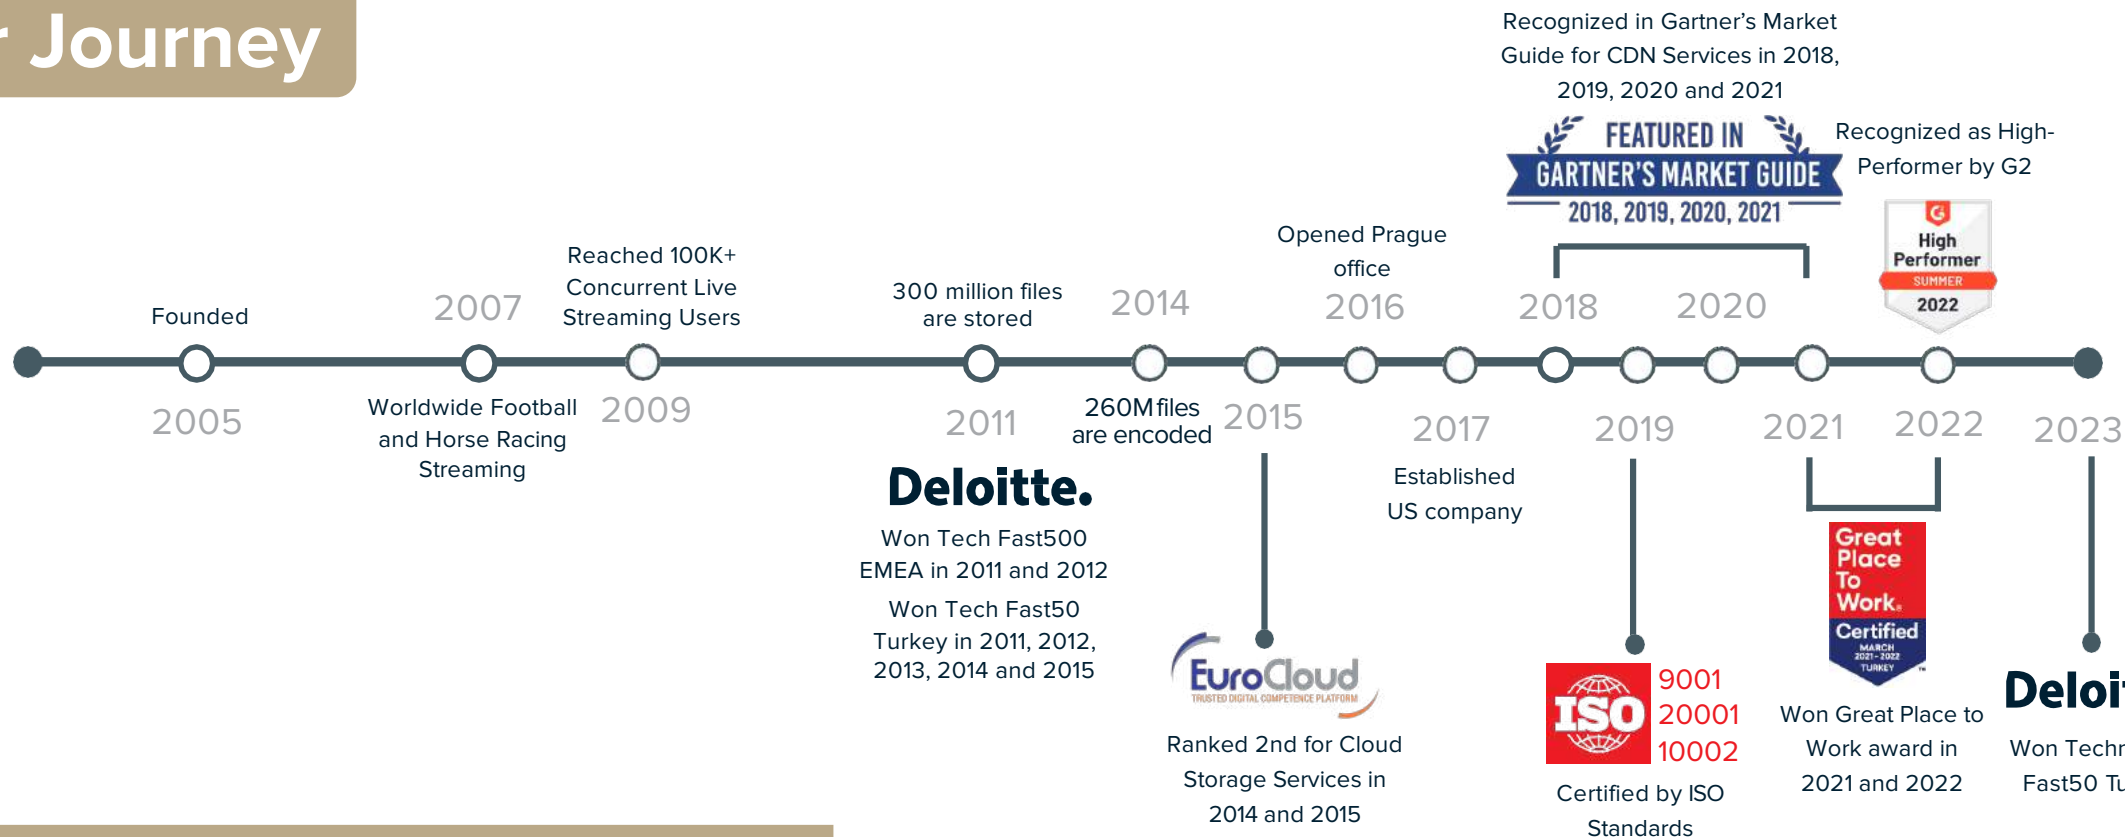 Journey
Recognized in Gartner's Market
Guide for CDN Services in 2018,
2019, 2020 and 2021
FEATURED IN
GARTNER'S MARKET GUIDE
2018, 2019, 2020, 2021
Recognized as High-
Performer by G2
G
High
Performer
SUMMER
2022
Founded
2005
2007
Worldwide Football
and Horse Racing
Streaming
Reached 100K+
Concurrent Live
Streaming Users
2009
300 million files
are stored
2011
Deloitte.
Won Tech Fast500
EMEA in 2011 and 2012
Won Tech Fast50
Turkey in 2011, 2012,
2013, 2014 and 2015
2014
260M files
are encoded
2015
EuroCloud
TRUSTED DIGITAL COMPETENCE PLATFORM
Ranked 2nd for Cloud
Storage Services in
2014 and 2015
Opened Prague
office
2016
2017
Established
US company
2018
2019
ISO
9001
20001
10002
Certified by ISO
Standards
2020
2021
2022
Great
Place
To
Work®
Certified
MARCH
2021-2022
TURKEY
™
Won Great Place to
Work award in
2021 and 2022
2023
Won
Fast50